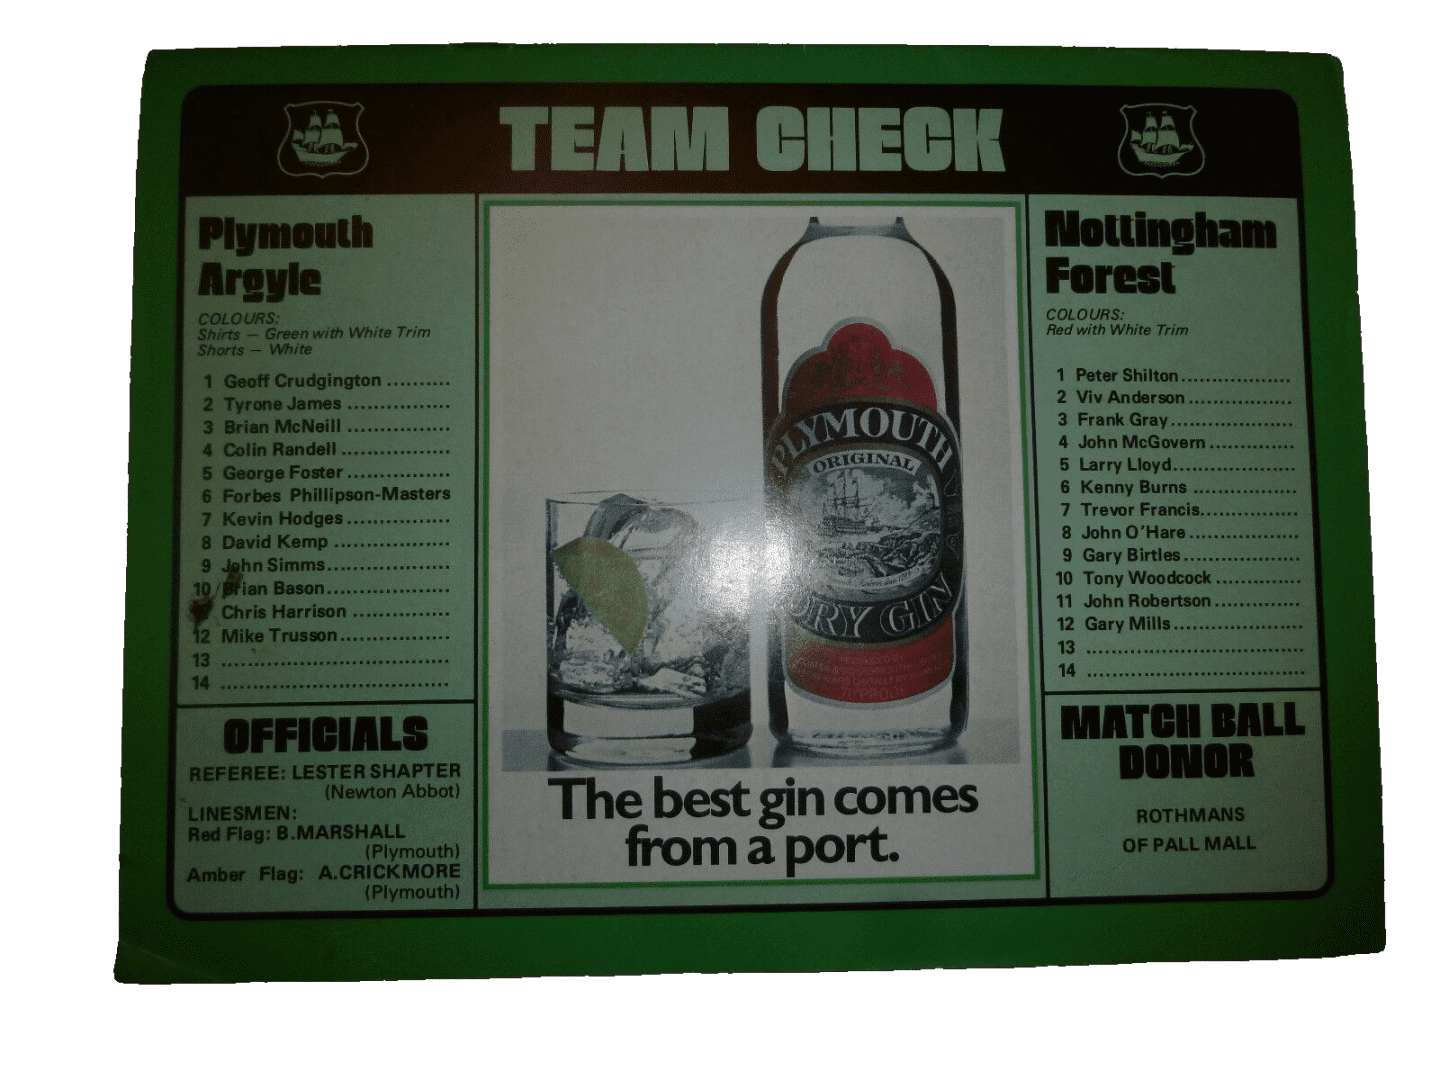 TEAM CHECK
Plymouth
Argyle
COLOURS:
Shirts — Green with White Trim
Shorts — White
1 Geoff Crudgington ..........
2 Tyrone James .................
3 Brian McNeill .................
4 Colin Randell ..................
5 George Foster .................
6 Forbes Phillipson-Masters
7 Kevin Hodges .................
8 David Kemp ...................
9 John Simms....................
10 Brian Bason....................
Chris Harrison ................
12 Mike Trusson..................
13 ......................................
14 ......................................
OFFICIALS
REFEREE: LESTER SHAPTER
(Newton Abbot)
LINESMEN:
Red Flag: B.MARSHALL
(Plymouth)
Amber Flag: A.CRICKMORE
(Plymouth)
PLYMOUTH
ORIGINAL
DRY GIN
70° PROOF
The best gin comes
from a port.
Nottingham
Forest
COLOURS:
Red with White Trim
1 Peter Shilton..................
2 Viv Anderson .................
3 Frank Gray....................
4 John McGovern ..............
5 Larry Lloyd....................
6 Kenny Burns .................
7 Trevor Francis................
8 John O'Hare ..................
9 Gary Birtles...................
10 Tony Woodcock ..............
11 John Robertson ..............
12 Gary Mills.....................
13 ....................................
14 ....................................
MATCH BALL
DONOR
ROTHMANS
OF PALL MALL